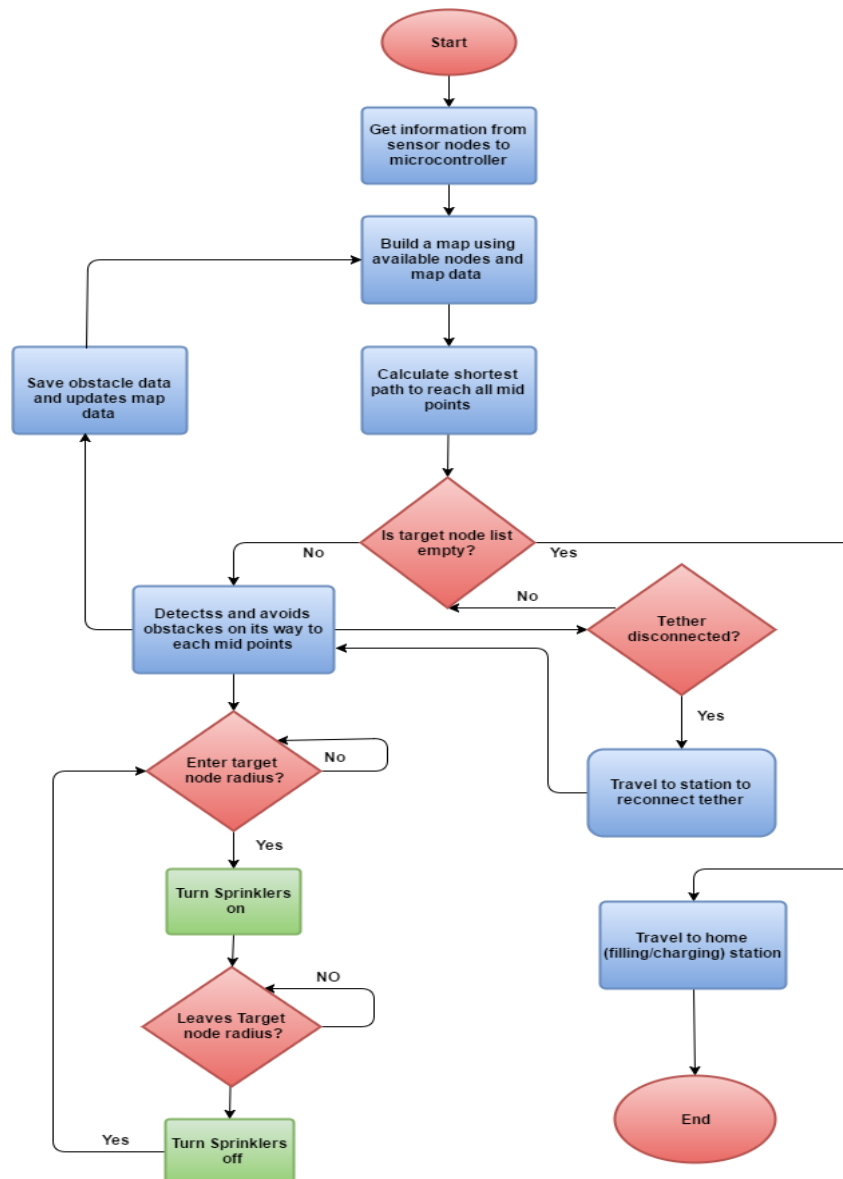 Start
Get information from
sensor nodes to
microcontroller
Build a map using
available nodes and
map data
Save obstacle data
and updates map
data
Calculate shortest
path to reach all mid
points
Is target node list
empty?
No
Yes
Detectss and avoids
obstackes on its way to
each mid points
No
Tether
disconnected?
Yes
Enter target
node radius?
No
Travel to station to
reconnect tether
Yes
Turn Sprinklers
on
Travel to home
(filling/charging) station
NO
Leaves Target
node radius?
Yes
Turn Sprinklers
off
End